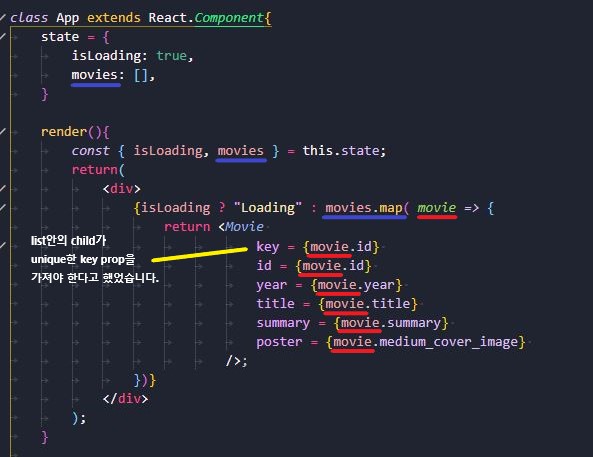 class App extends React.Component{
state = {
isLoading: true,
movies: [],
}
render(){
const { isLoading, movies } = this.state;
return(
<div>
{isLoading ? "Loading" : movies.map( movie => {
return <Movie
list안의 child가
unique한 key prop을
가져야 한다고 했었습니다.
key = {movie.id}
id = {movie.id}
year = {movie.year}
title = {movie.title}
summary = {movie.summary}
poster = {movie.medium_cover_image}
/>;
})}
</div>
);
}